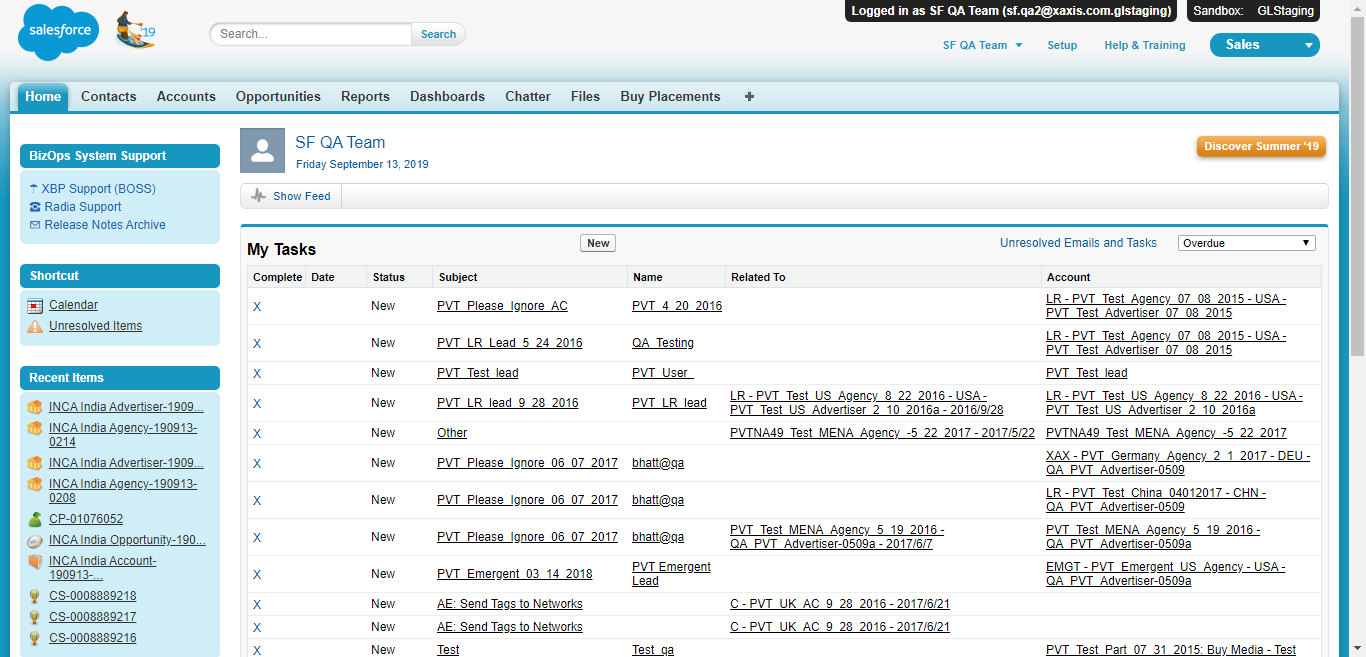 Logged in as SF QA Team (sf.qa2@xaxis.com.glstaging)
Sandbox: GLStaging
salesforce
'19
Search...
Search
SF QA Team
Setup
Help & Training
Sales
Home
Contacts
Accounts
Opportunities
Reports
Dashboards
Chatter
Files
Buy Placements
+
BizOps System Support
XBP Support (BOSS)
Radia Support
Release Notes Archive
Shortcut
Calendar
Unresolved Items
Recent Items
INCA India Advertiser-1909...
INCA India Agency-190913-
0214
INCA India Advertiser-1909...
INCA India Agency-190913-
0208
CP-01076052
INCA India Opportunity-190...
INCA India Account-
190913-...
CS-0008889218
CS-0008889217
CS-0008889216
SF QA Team
Friday September 13, 2019
Discover Summer '19
Show Feed
My Tasks
New
Unresolved Emails and Tasks
Overdue
Complete Date Status Subject Name Related To Account
X New PVT_Please_Ignore_AC PVT_4_20_2016 LR - PVT_Test_Agency_07_08_2015 - USA -
PVT_Test_Advertiser_07_08_2015
X New PVT_LR_Lead_5_24_2016 QA_Testing LR - PVT_Test_Agency_07_08_2015 - USA -
PVT_Test_Advertiser_07_08_2015
X New PVT_Test_lead PVT_User_ PVT_Test_lead
X New PVT_LR_lead_9_28_2016 PVT_LR_lead LR - PVT_Test_US_Agency_8_22_2016 - USA - LR - PVT_Test_US_Agency_8_22_2016 - USA -
PVT_Test_US_Advertiser_2_10_2016a - 2016/9/28 PVT_Test_US_Advertiser_2_10_2016a
X New Other PVTNA49_Test_MENA_Agency_-5_22_2017 - 2017/5/22 PVTNA49_Test_MENA_Agency_-5_22_2017
X New PVT_Please_Ignore_06_07_2017 bhatt@qa XAX - PVT_Germany_Agency_2_1_2017 - DEU -
QA_PVT_Advertiser-0509
X New PVT_Please_Ignore_06_07_2017 bhatt@qa LR - PVT_Test_China_04012017 - CHN -
QA_PVT_Advertiser-0509
X New PVT_Please_Ignore_06_07_2017 bhatt@qa PVT_Test_MENA_Agency_5_19_2016 - PVT_Test_MENA_Agency_5_19_2016 -
QA_PVT_Advertiser-0509a - 2017/6/7 QA_PVT_Advertiser-0509a
X New PVT_Emergent_03_14_2018 PVT Emergent EMGT - PVT_Emergent_US_Agency - USA -
Lead QA_PVT_Advertiser-0509a
X New AE: Send Tags to Networks C - PVT_UK_AC_9_28_2016 - 2017/6/21
X New AE: Send Tags to Networks C - PVT_UK_AC_9_28_2016 - 2017/6/21
X New Test Test_qa PVT_Test_Part_07_31_2015: Buy Media - Test